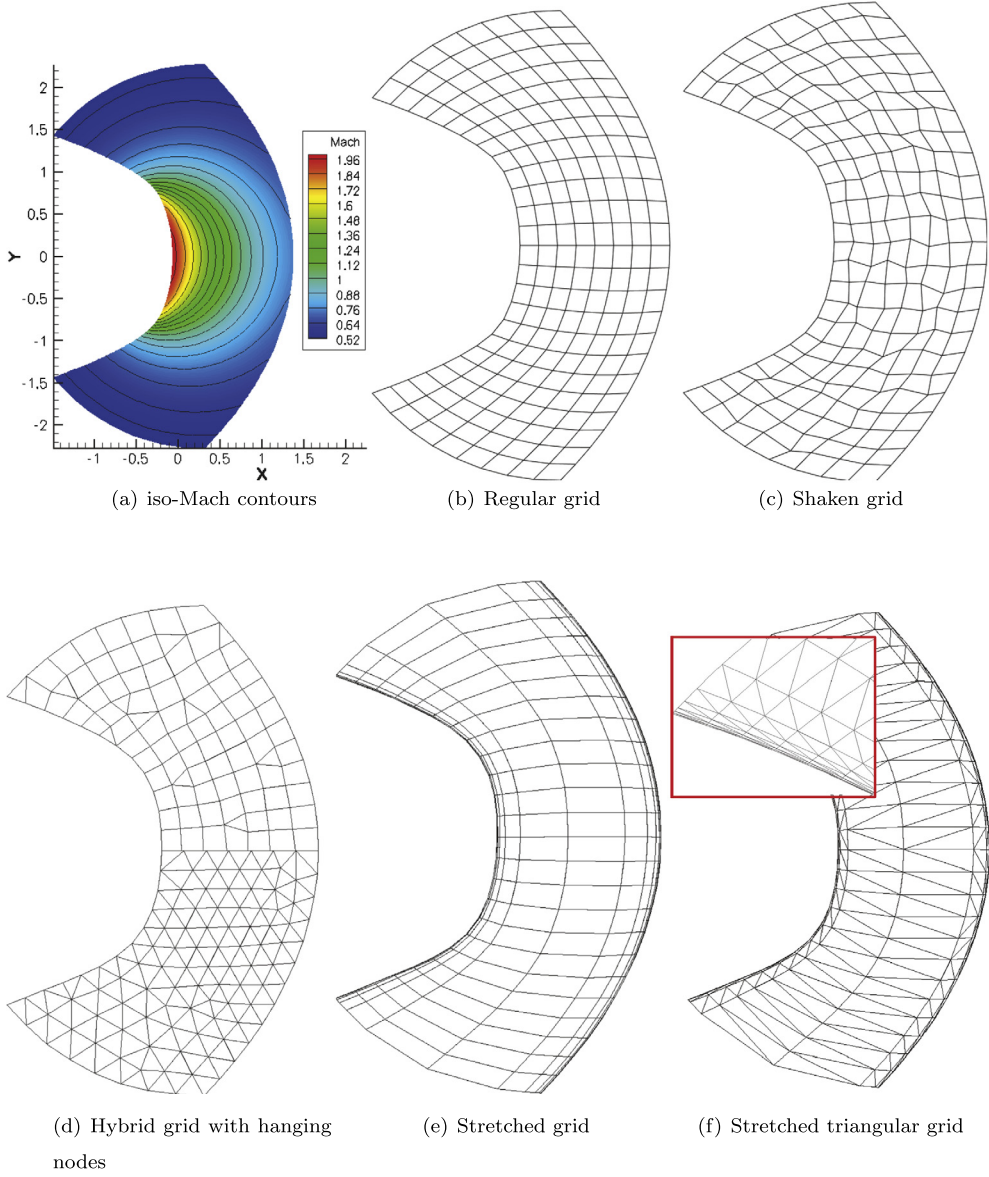 2
1.5
1
0.5
0
-0.5
-1
-1.5
-2
Y
-1 -0.5 0 0.5 1 1.5 2
X
Mach
1.96
1.84
1.72
1.6
1.48
1.36
1.24
1.12
1
0.88
0.76
0.64
0.52
(a) iso-Mach contours
(b) Regular grid
(c) Shaken grid
(d) Hybrid grid with hanging
nodes
(e) Stretched grid
(f) Stretched triangular grid